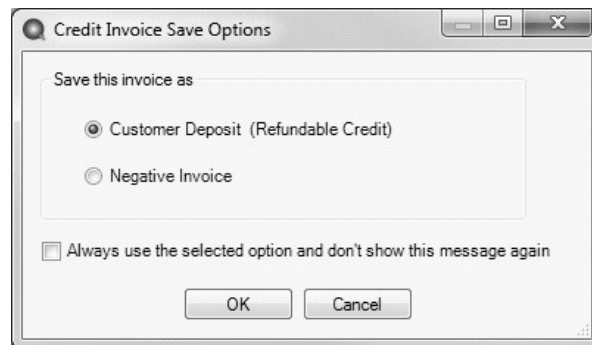 Credit Invoice Save Options
Save this invoice as
Customer Deposit (Refundable Credit)
Negative Invoice
Always use the selected option and don't show this message again
OK Cancel